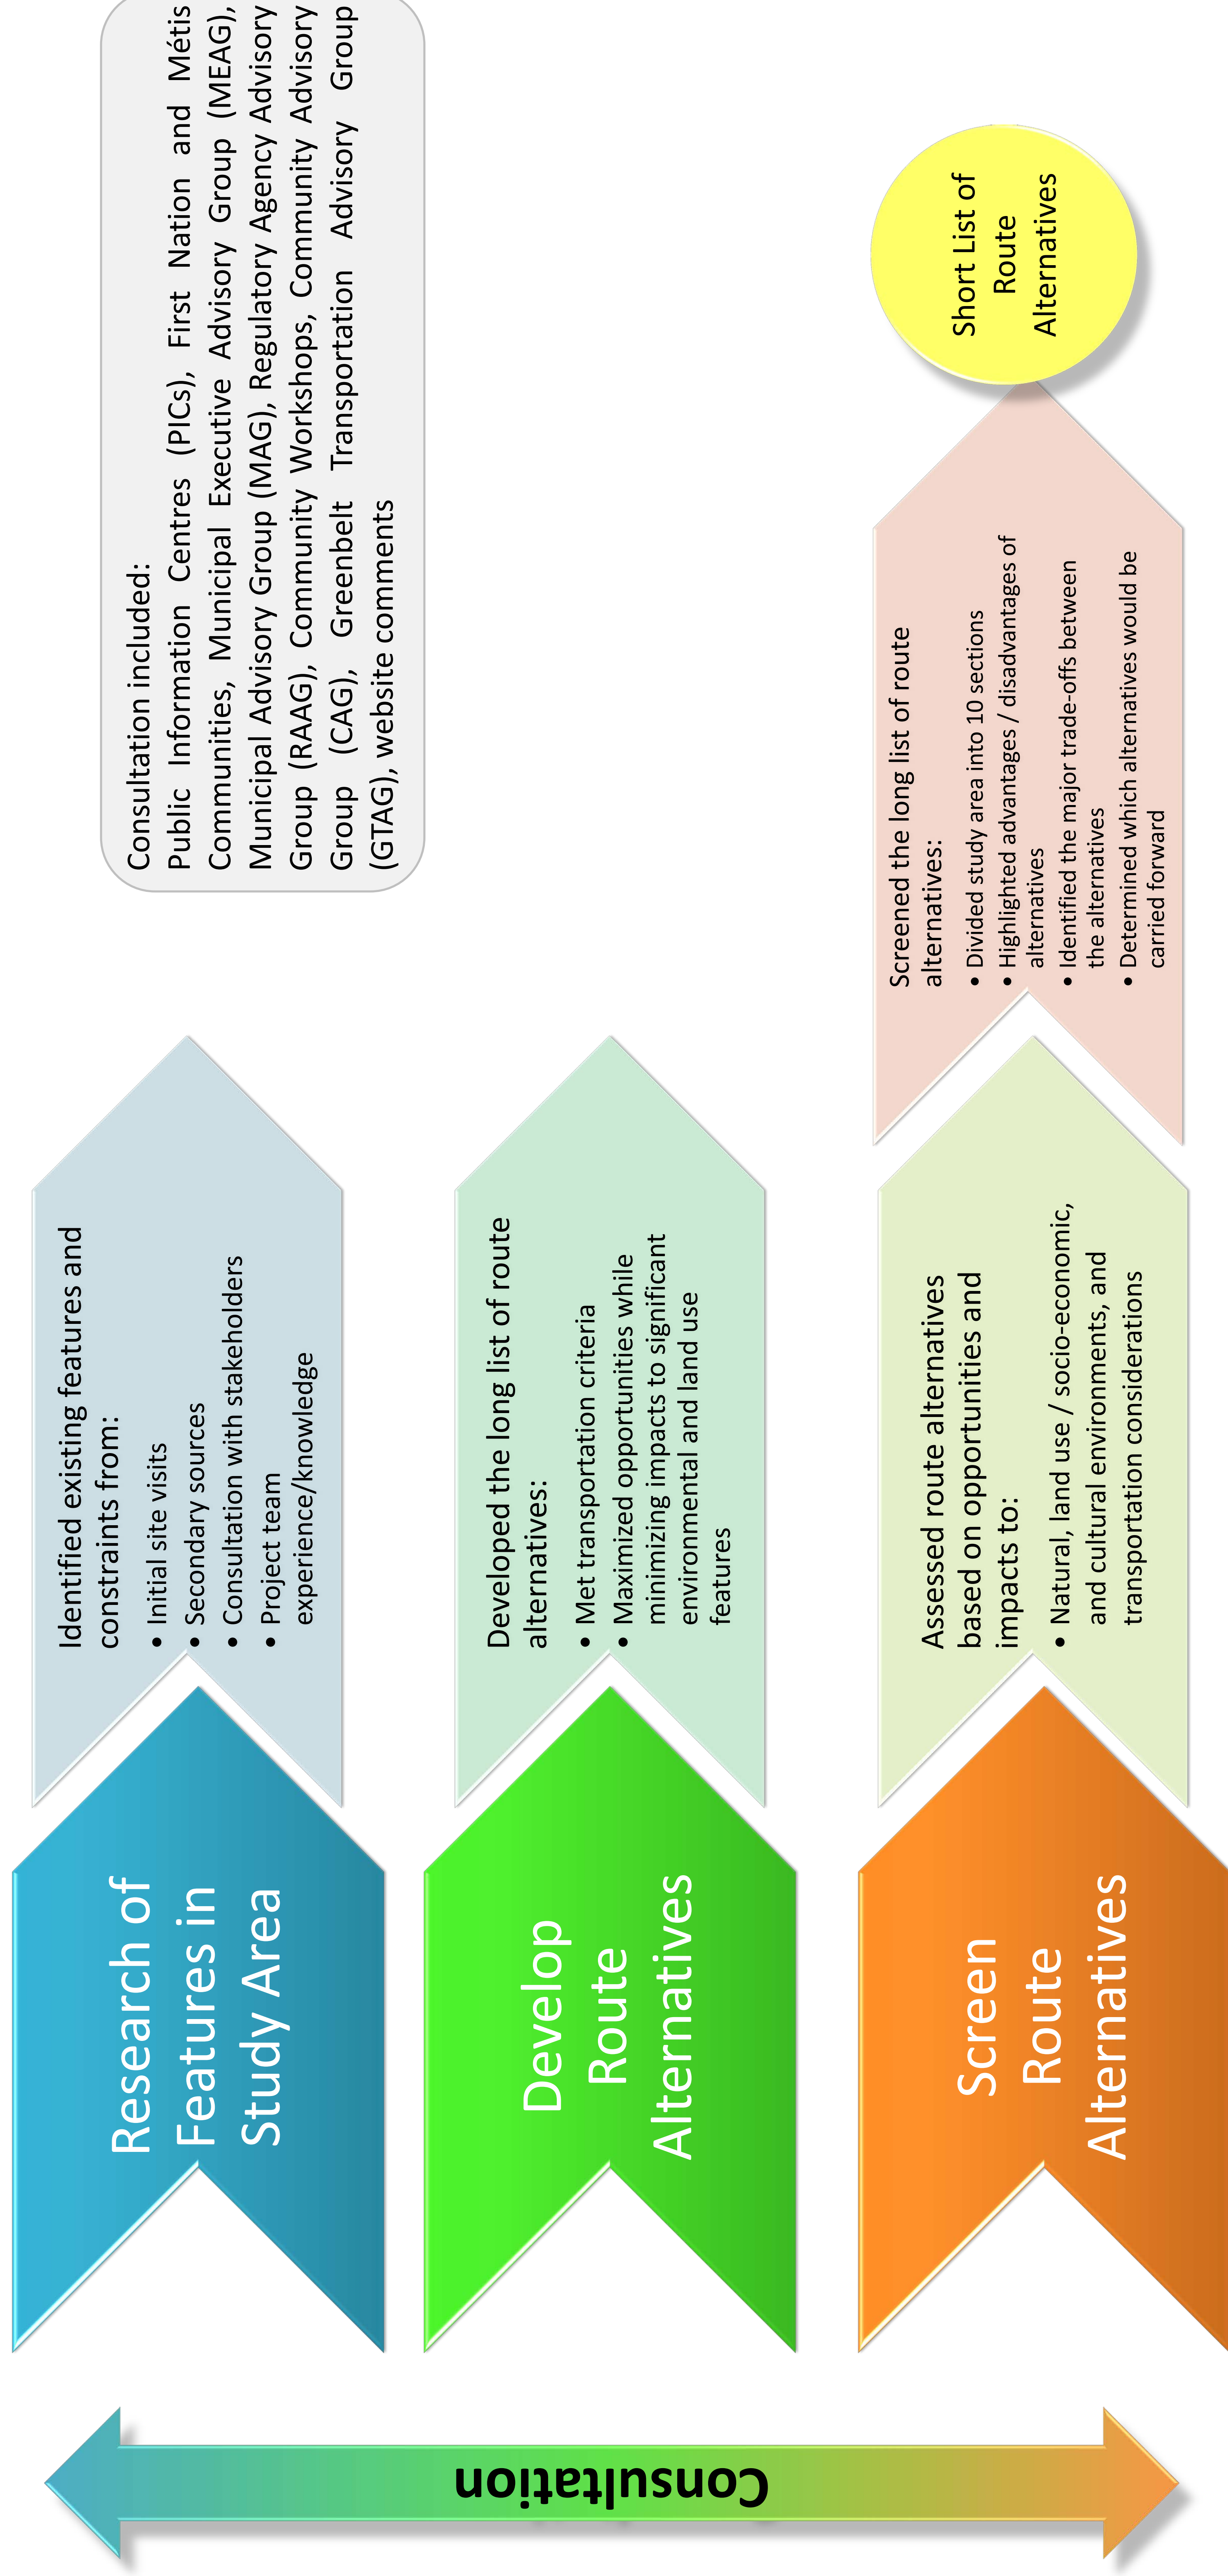 Consultation
Research of
Features in
Study Area
Identified existing features and
constraints from:
• Initial site visits
• Secondary sources
• Consultation with stakeholders
• Project team
experience/knowledge
Consultation included:
Public Information Centres (PICs), First Nation and Métis
Communities, Municipal Executive Advisory Group (MEAG),
Municipal Advisory Group (MAG), Regulatory Agency Advisory
Group (RAAG), Community Workshops, Community Advisory
Group (CAG), Greenbelt Transportation Advisory Group
(GTAG), website comments
Develop
Route
Alternatives
Developed the long list of route
alternatives:
• Met transportation criteria
• Maximized opportunities while
minimizing impacts to significant
environmental and land use
features
Screen
Route
Alternatives
Assessed route alternatives
based on opportunities and
impacts to:
• Natural, land use / socio-economic,
and cultural environments, and
transportation considerations
Screened the long list of route
alternatives:
• Divided study area into 10 sections
• Highlighted advantages / disadvantages of
alternatives
• Identified the major trade-offs between
the alternatives
• Determined which alternatives would be
carried forward
Short List of
Route
Alternatives